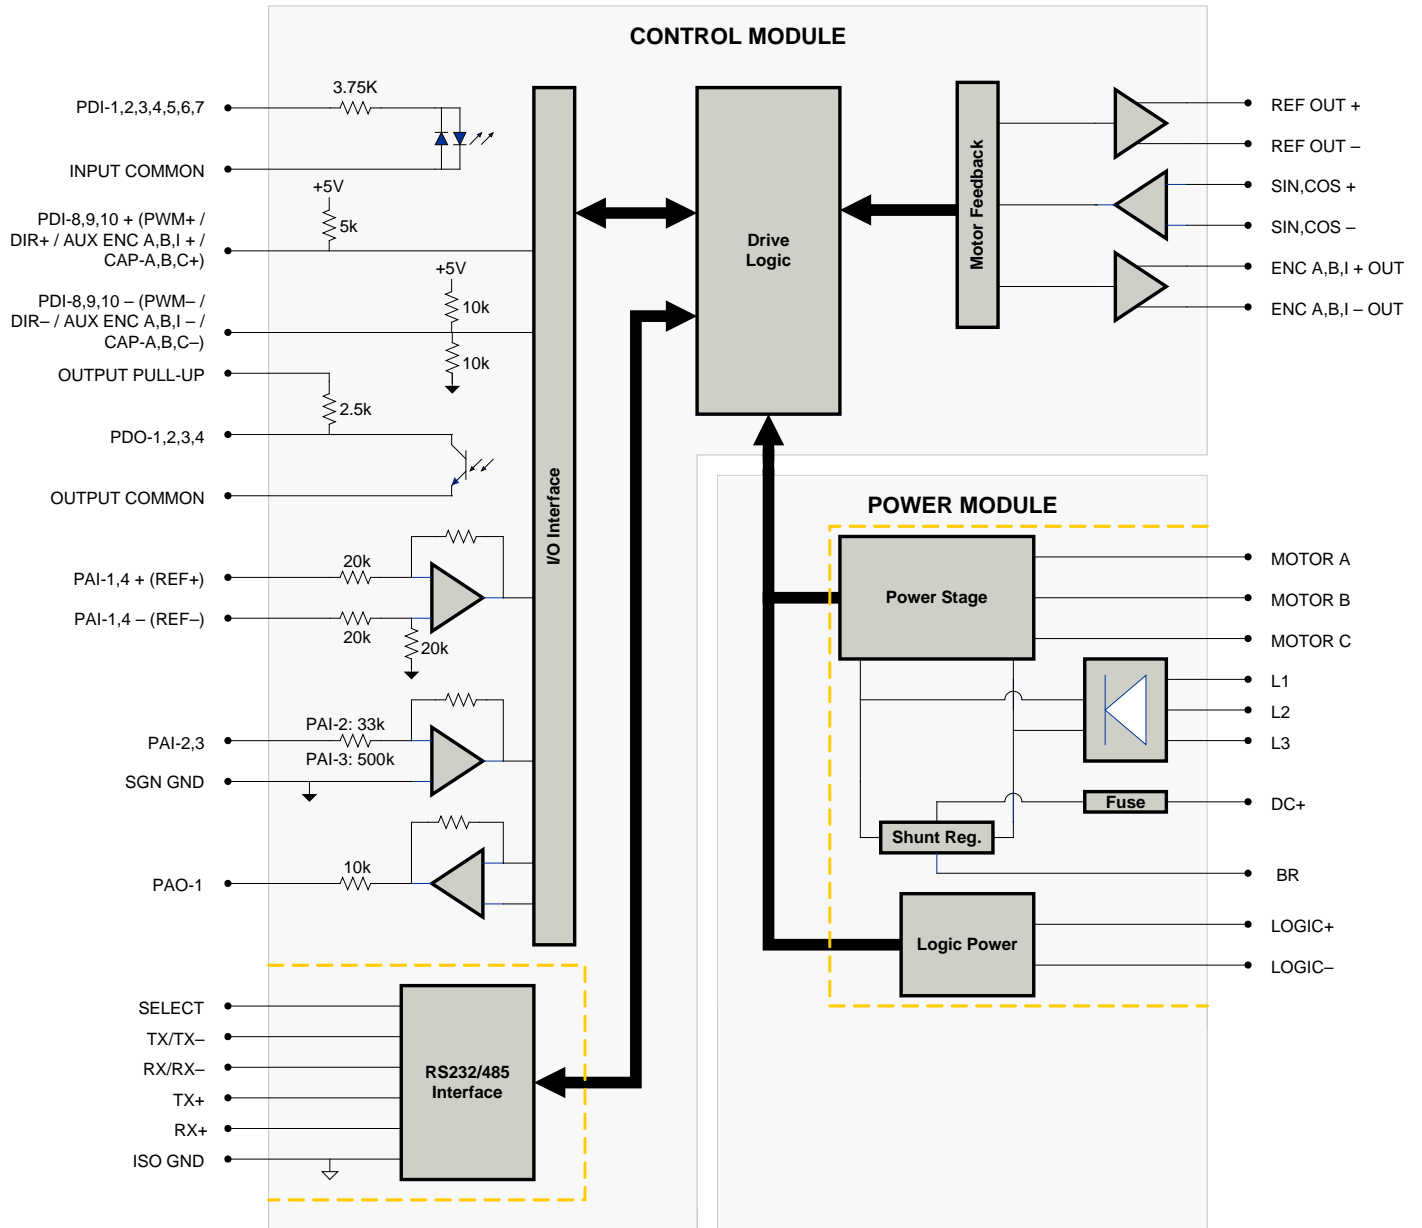 CONTROL MODULE
PDI-1,2,3,4,5,6,7
3.75K
INPUT COMMON
+5V
5k
PDI-8,9,10 + (PWM+ /
DIR+ / AUX ENC A,B,I + /
CAP-A,B,C+)
+5V
10k
PDI-8,9,10 – (PWM– /
DIR– / AUX ENC A,B,I – /
CAP-A,B,C–)
10k
OUTPUT PULL-UP
2.5k
PDO-1,2,3,4
OUTPUT COMMON
PAI-1,4 + (REF+)
20k
PAI-1,4 – (REF–)
20k
20k
PAI-2,3
PAI-2: 33k
PAI-3: 500k
SGN GND
PAO-1
10k
I/O Interface
Drive
Logic
Motor Feedback
REF OUT +
REF OUT –
SIN,COS +
SIN,COS –
ENC A,B,I + OUT
ENC A,B,I – OUT
SELECT
TX/TX–
RX/RX–
TX+
RX+
ISO GND
RS232/485
Interface
POWER MODULE
Power Stage
MOTOR A
MOTOR B
MOTOR C
L1
L2
L3
Fuse
DC+
Shunt Reg.
BR
Logic Power
LOGIC+
LOGIC–